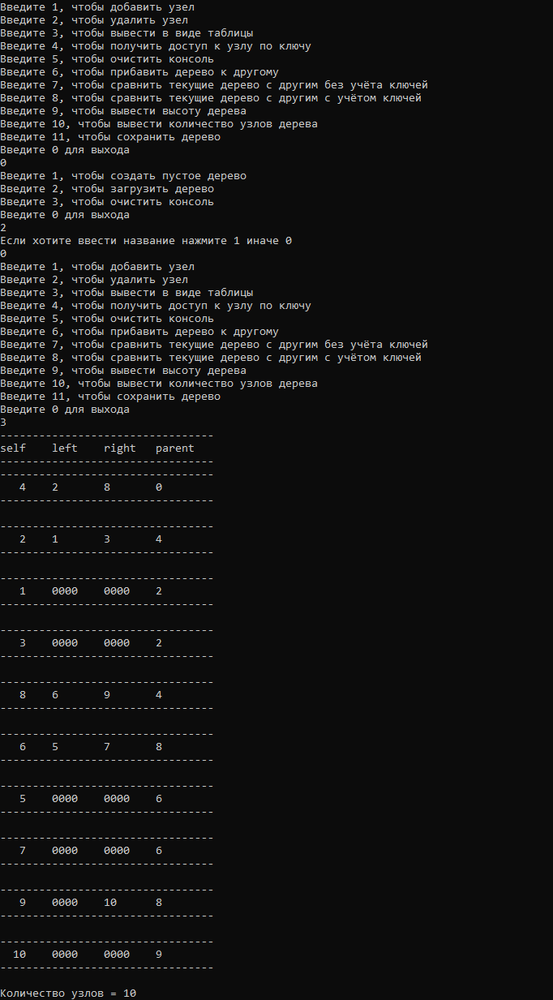 Введите 1, чтобы добавить узел
Введите 2, чтобы удалить узел
Введите 3, чтобы вывести в виде таблицы
Введите 4, чтобы получить доступ к узлу по ключу
Введите 5, чтобы очистить консоль
Введите 6, чтобы прибавить дерево к другому
Введите 7, чтобы сравнить текущие дерево с другим без учёта ключей
Введите 8, чтобы сравнить текущие дерево с другим с учётом ключей
Введите 9, чтобы вывести высоту дерева
Введите 10, чтобы вывести количество узлов дерева
Введите 11, чтобы сохранить дерево
Введите 0 для выхода
0
Введите 1, чтобы создать пустое дерево
Введите 2, чтобы загрузить дерево
Введите 3, чтобы очистить консоль
Введите 0 для выхода
2
Если хотите ввести название нажмите 1 иначе 0
0
Введите 1, чтобы добавить узел
Введите 2, чтобы удалить узел
Введите 3, чтобы вывести в виде таблицы
Введите 4, чтобы получить доступ к узлу по ключу
Введите 5, чтобы очистить консоль
Введите 6, чтобы прибавить дерево к другому
Введите 7, чтобы сравнить текущие дерево с другим без учёта ключей
Введите 8, чтобы сравнить текущие дерево с другим с учётом ключей
Введите 9, чтобы вывести высоту дерева
Введите 10, чтобы вывести количество узлов дерева
Введите 11, чтобы сохранить дерево
Введите 0 для выхода
3
---------------------------------
self    left    right   parent
---------------------------------
---------------------------------
   4    2       8       0
---------------------------------
---------------------------------
   2    1       3       4
---------------------------------
---------------------------------
   1    0000    0000    2
---------------------------------
---------------------------------
   3    0000    0000    2
---------------------------------
---------------------------------
   8    6       9       4
---------------------------------
---------------------------------
   6    5       7       8
---------------------------------
---------------------------------
   5    0000    0000    6
---------------------------------
---------------------------------
   7    0000    0000    6
---------------------------------
---------------------------------
   9    0000    10      8
---------------------------------
---------------------------------
  10    0000    0000    9
---------------------------------
Количество узлов = 10